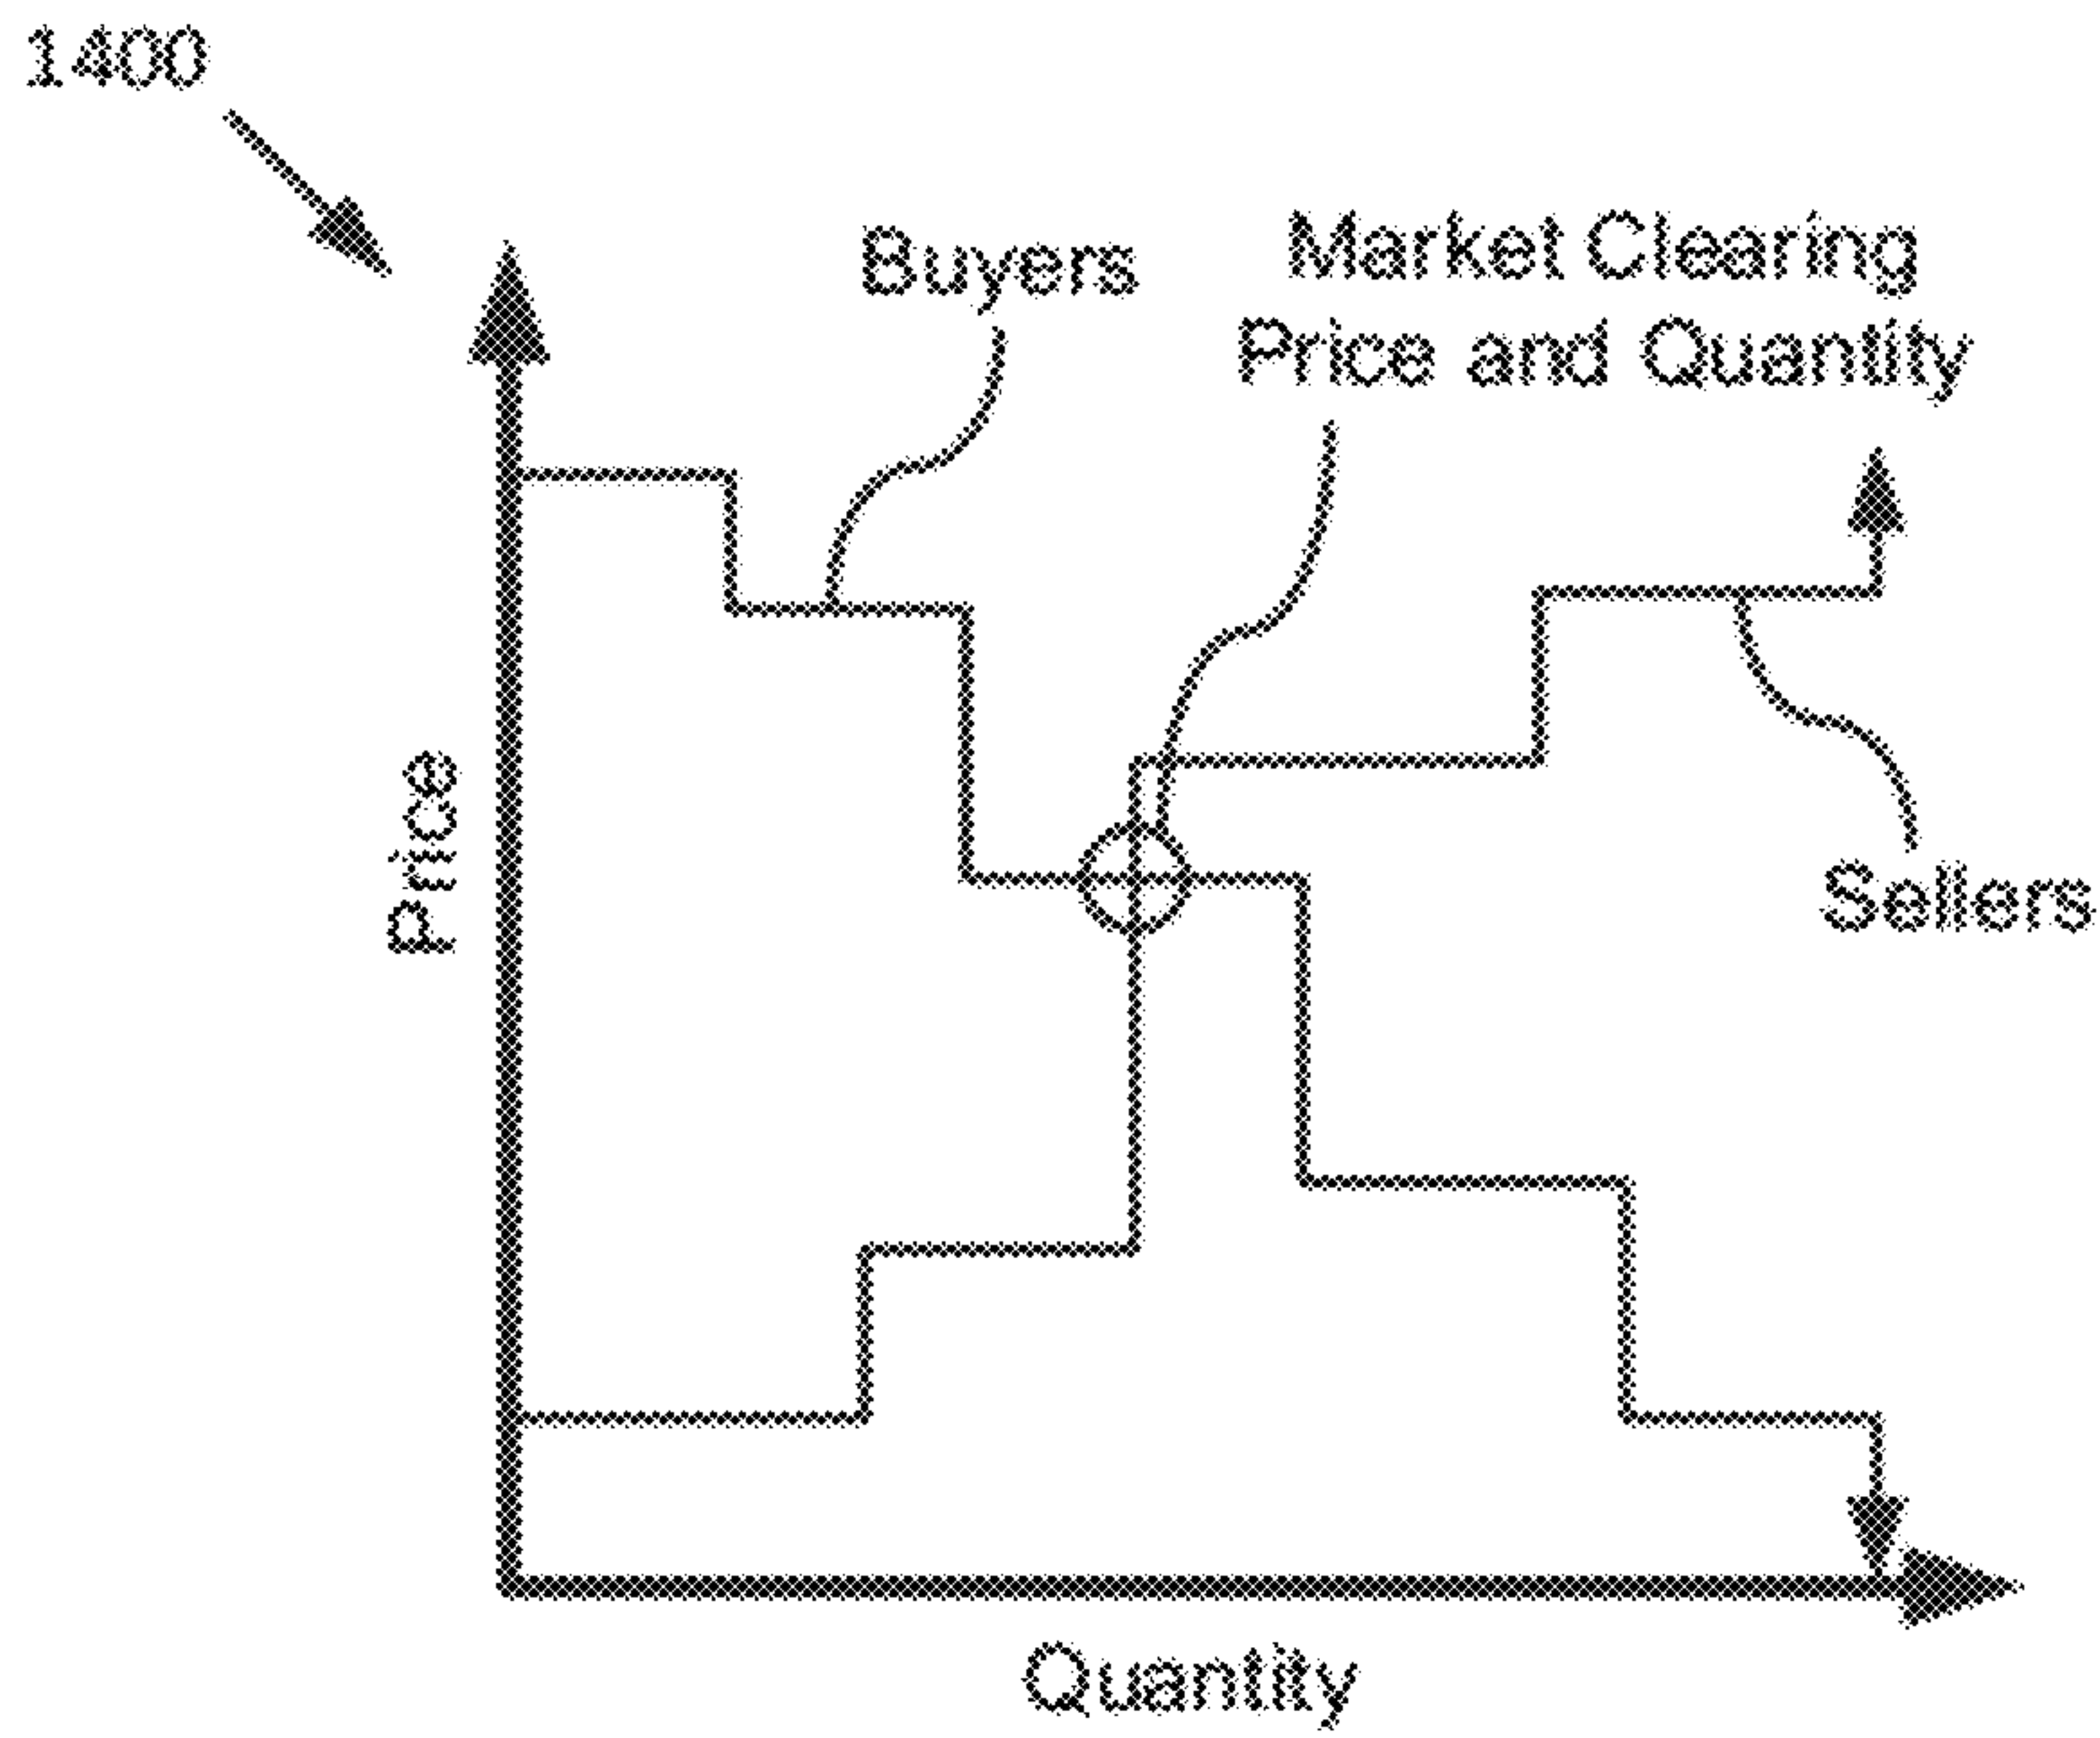 1400
Buyers
Market Clearing
Price and Quantity
Price
Sellers
Quantity